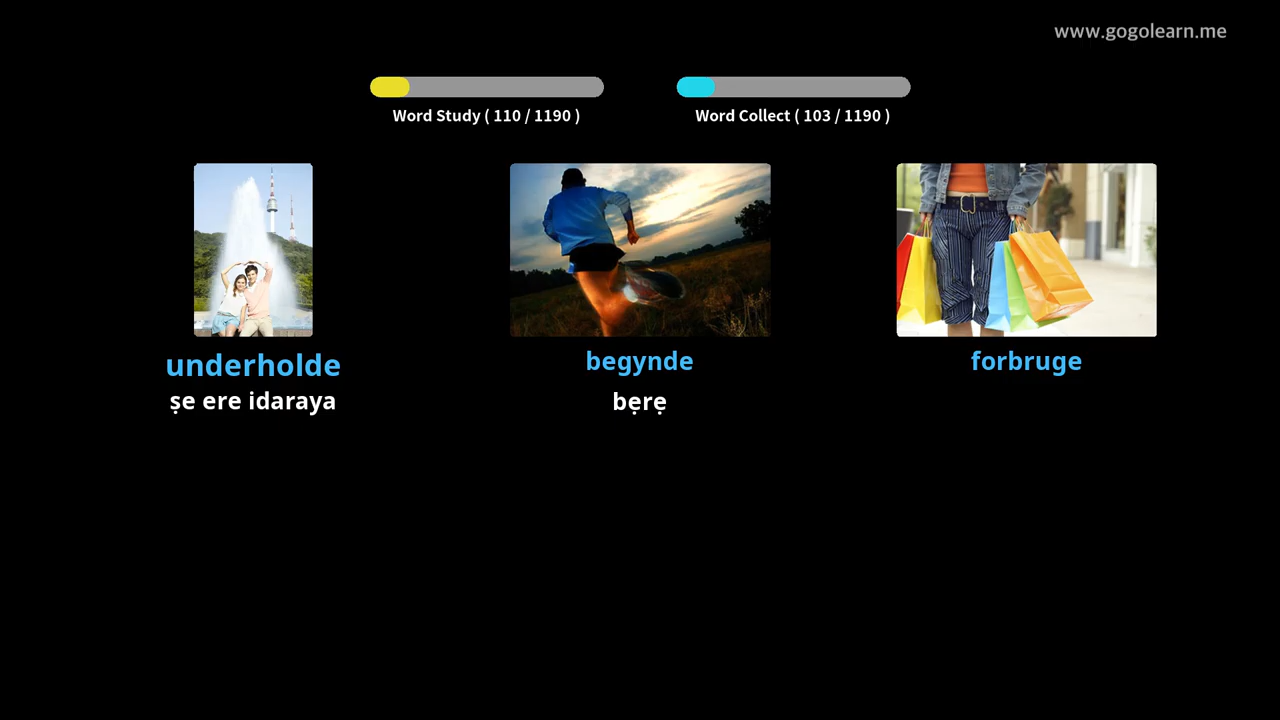 www.gogolearn.me
Word Study ( 110 / 1190 )
Word Collect ( 103 / 1190 )
underholde
begynde
forbruge
ṣe ere idaraya
bẹrẹ